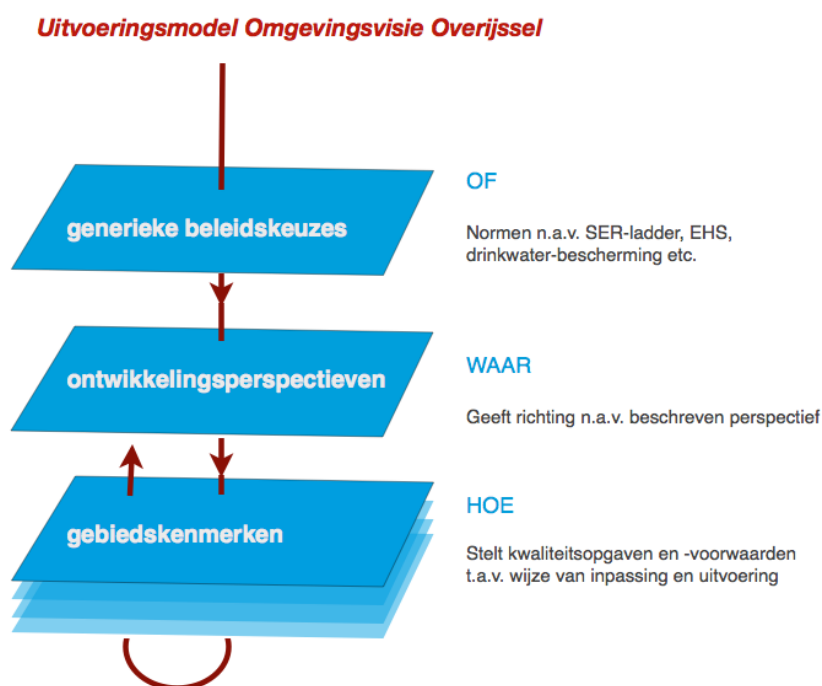 Uitvoeringsmodel Omgevingsvisie Overijssel
generieke beleidskeuzes
OF
Normen n.a.v. SER-ladder, EHS,
drinkwater-bescherming etc.
ontwikkelingsperspectieven
WAAR
Geeft richting n.a.v. beschreven perspectief
gebiedskenmerken
HOE
Stelt kwaliteitsopgaven en -voorwaarden
t.a.v. wijze van inpassing en uitvoering